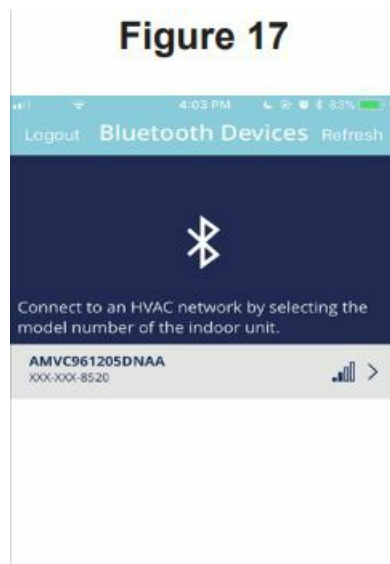 Figure 17
4:03 PM 83%
Logout Bluetooth Devices Refresh
Connect to an HVAC network by selecting the
model number of the indoor unit.
AMVC961205DNAA
XXX-XXX-8520